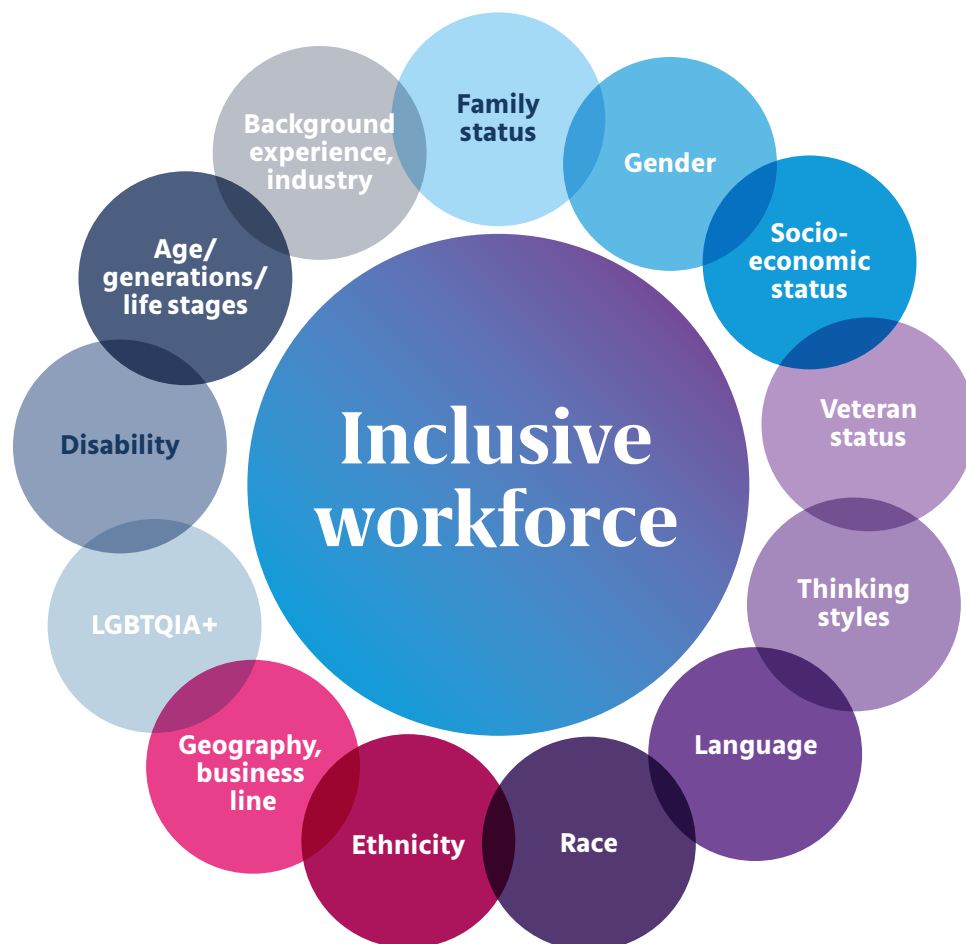 Family
status
Gender
Socio-
economic
status
Veteran
status
Thinking
styles
Language
Race
Ethnicity
Geography,
business
line
LGBTQIA+
Disability
Age/
generations/
life stages
Background
experience,
industry
Inclusive
workforce